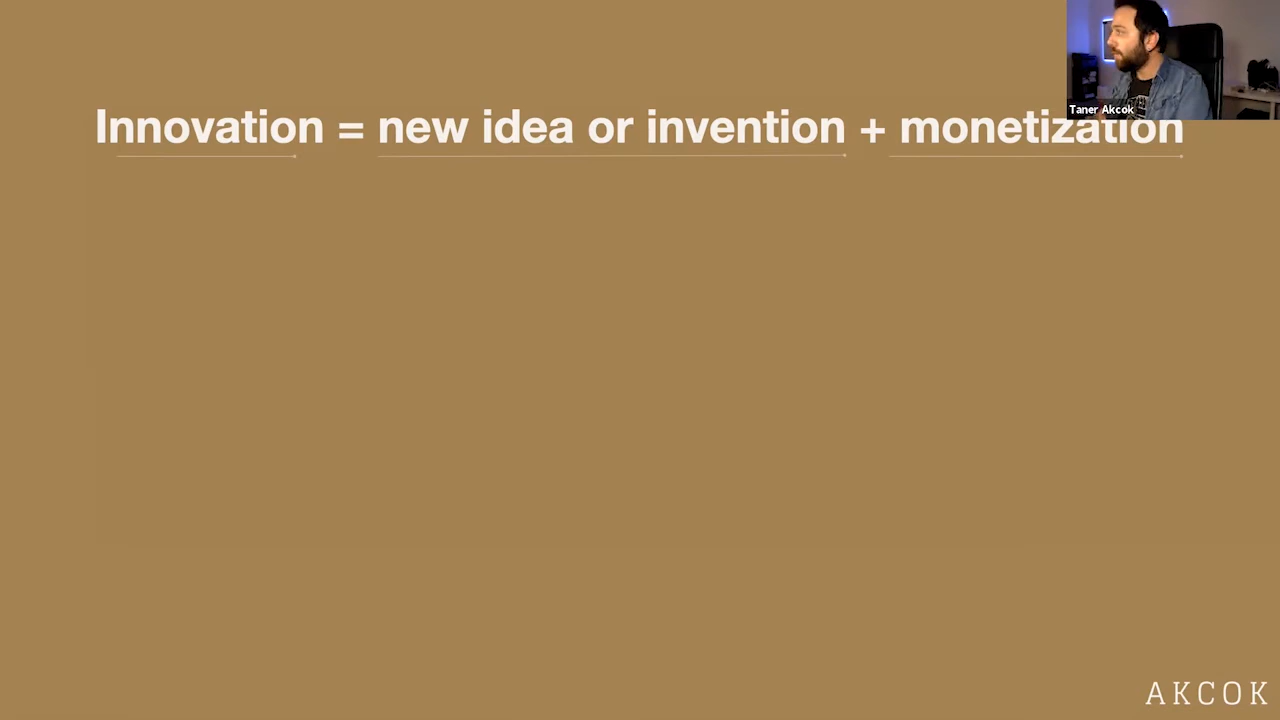 Taner Akcok
Innovation = new idea or invention + monetization
AKCOK